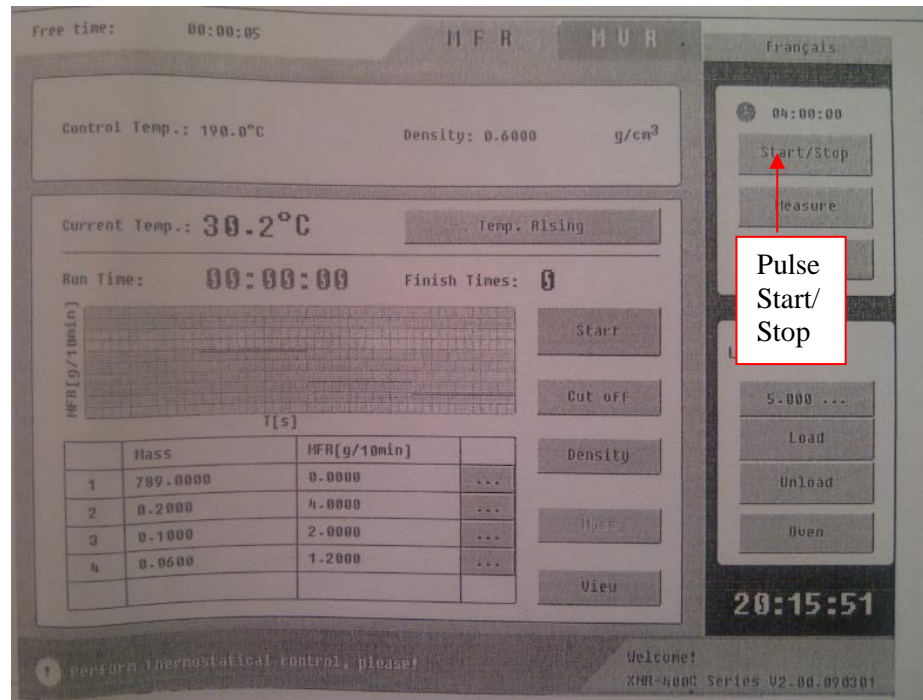 Free time: 00:00:05
MFR MVR.
Français
Control Temp.: 190.0°C Density: 0.6000 g/cm³
04:00:00
Start/Stop
Measure
Current Temp.: 30.2°C Temp. Rising
Pulse
Start/
Stop
Run Time: 00:00:00 Finish Times: 0
MFR[g/10min]
T[s]
Start
Cut off
Density
Mass
View
5.000 ...
Load
Unload
Oven
Mass MFR[g/10min]
1 789.0000 0.0000 ...
2 0.2000 4.0000 ...
3 0.1000 2.0000 ...
4 0.0600 1.2000 ...
20:15:51
Perform thermostatical control, please!
Welcome!
XNR-400C Series V2.00.090301